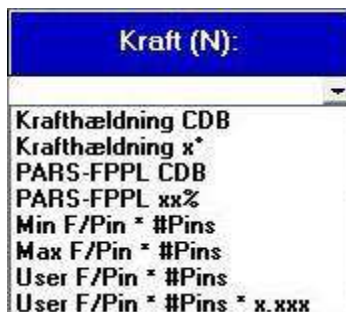 Kraft (N):
Krafthældning CDB
Krafthældning x°
PARS-FPPL CDB
PARS-FPPL xx%
Min F/Pin * #Pins
Max F/Pin * #Pins
User F/Pin * #Pins
User F/Pin * #Pins * x.xxx